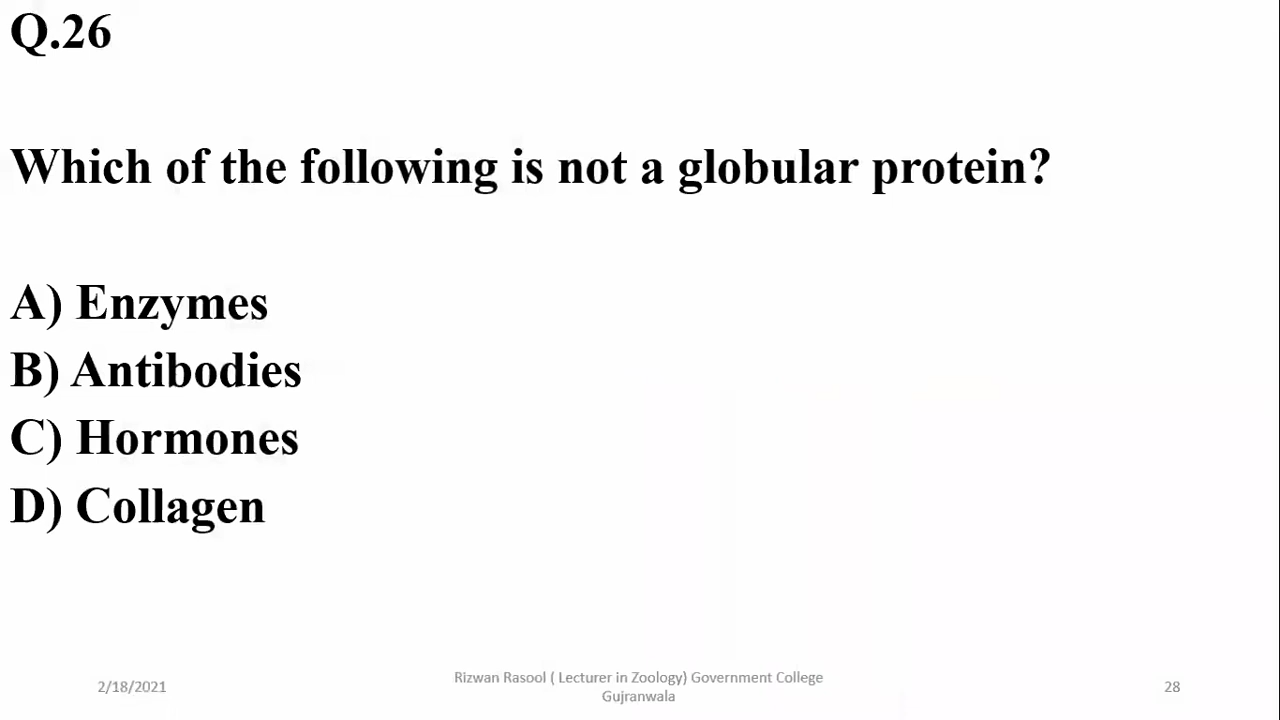 Q.26
Which of the following is not a globular protein?
A) Enzymes
B) Antibodies
C) Hormones
D) Collagen
2/18/2021
Rizwan Rasool ( Lecturer in Zoology) Government College
Gujranwala
28